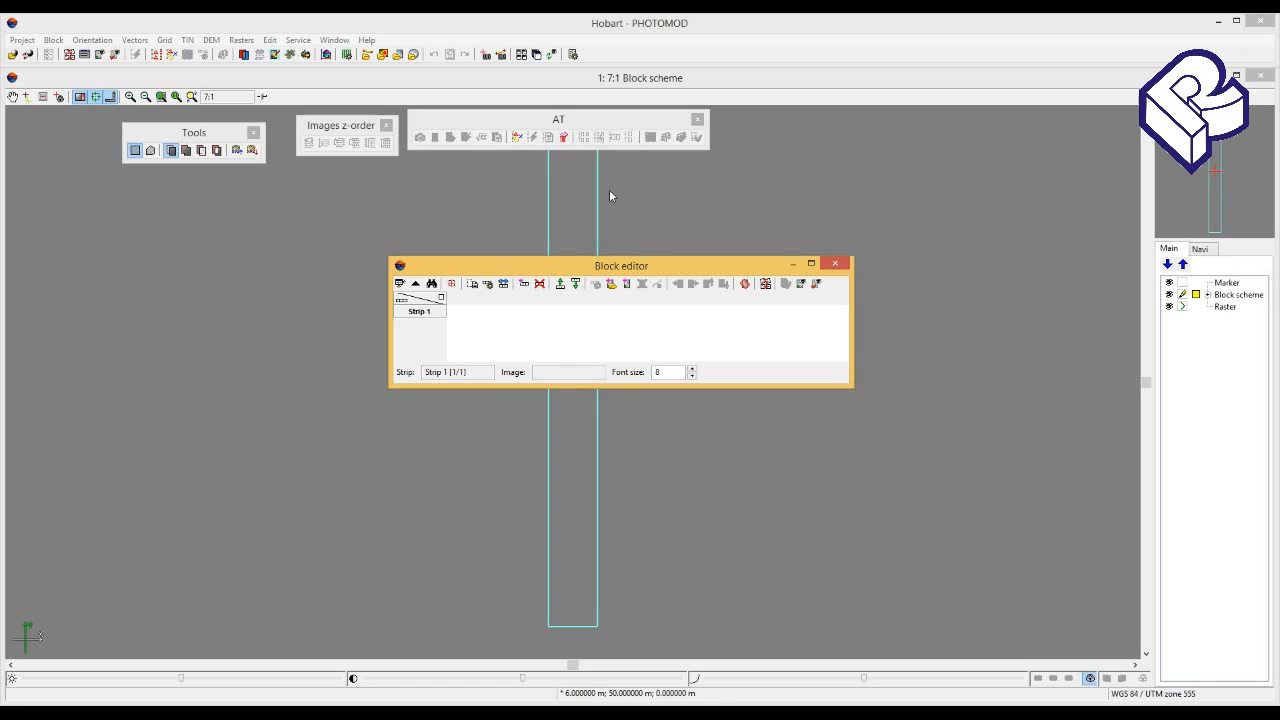 Hobart - PHOTOMOD
Project Block Orientation Vectors Grid TIN DEM Rasters Edit Service Window Help
1: 7:1 Block scheme
7:1
Tools
Images z-order
AT
Main Navi
Marker
Block scheme
Raster
Block editor
Strip 1
Strip: Strip 1 [1/1] Image: Font size: 8
* 6.000000 m; 50.000000 m; 0.000000 m
WGS 84 / UTM zone 55S